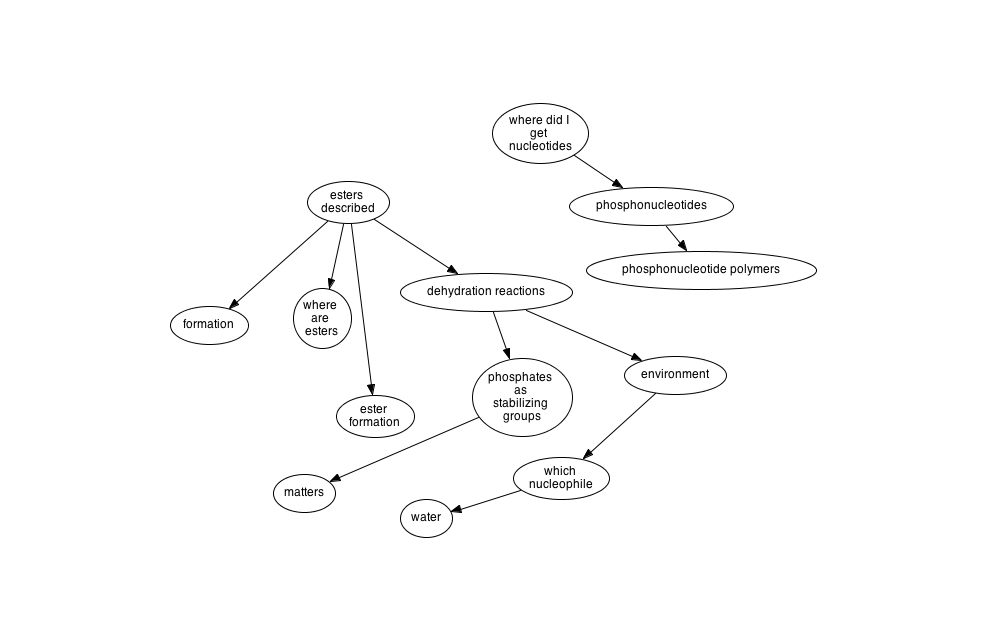 where did I
get
nucleotides
esters
described
phosphonucleotides
phosphonucleotide polymers
dehydration reactions
where
are
esters
formation
phosphates
as
stabilizing
groups
environment
ester
formation
which
nucleophile
matters
water